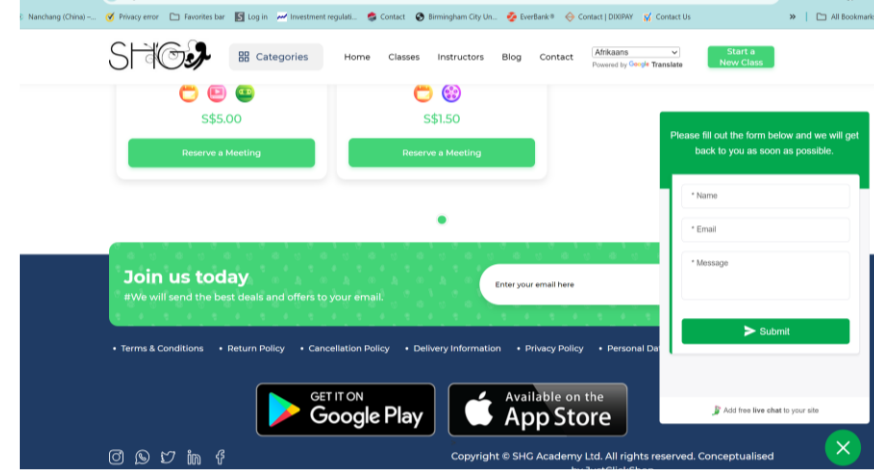 Nanchang (China) –...
Privacy error
Favorites bar
Log in
Investment regulati...
Contact
Birmingham City Un...
EverBank®
Contact | DIXIPAY
Contact Us
»
All Bookmark
SHG
Categories
Home
Classes
Instructors
Blog
Contact
Afrikaans
Powered by Google Translate
Start a
New Class
S$5.00
S$1.50
Reserve a Meeting
Reserve a Meeting
Please fill out the form below and we will get
back to you as soon as possible.
* Name
* Email
* Message
Submit
Add free live chat to your site
Join us today
#We will send the best deals and offers to your email.
Enter your email here
• Terms & Conditions
• Return Policy
• Cancellation Policy
• Delivery Information
• Privacy Policy
• Personal Da
GET IT ON
Google Play
Available on the
App Store
Copyright © SHG Academy Ltd. All rights reserved. Conceptualised
by JustClickShop